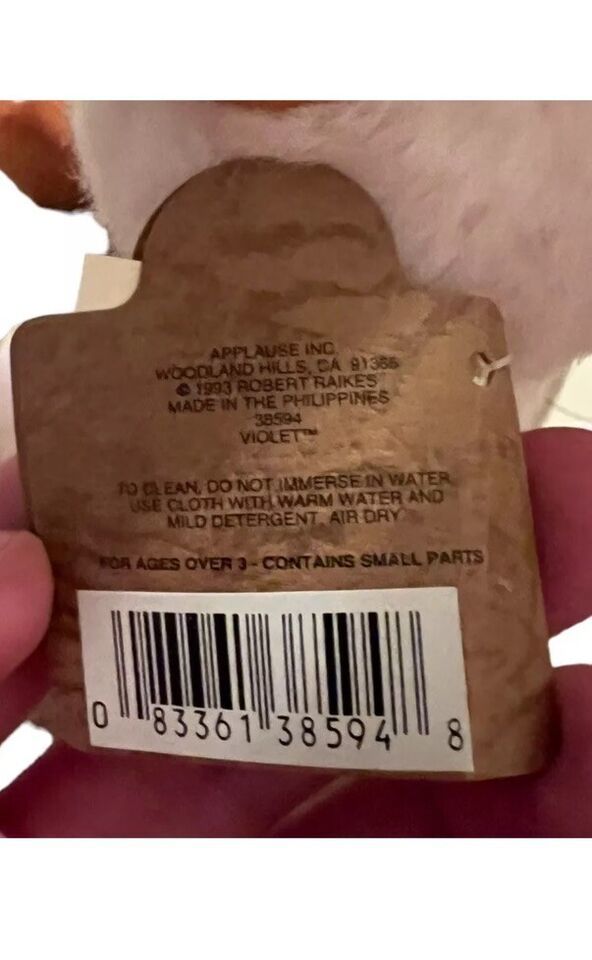 APPLAUSE INC.
WOODLAND HILLS, CA 91365
© 1993 ROBERT RAIKES
MADE IN THE PHILIPPINES
38594
VIOLET™
TO CLEAN, DO NOT IMMERSE IN WATER
USE CLOTH WITH WARM WATER AND
MILD DETERGENT, AIR DRY
FOR AGES OVER 3 - CONTAINS SMALL PARTS
0 83361 38594 8